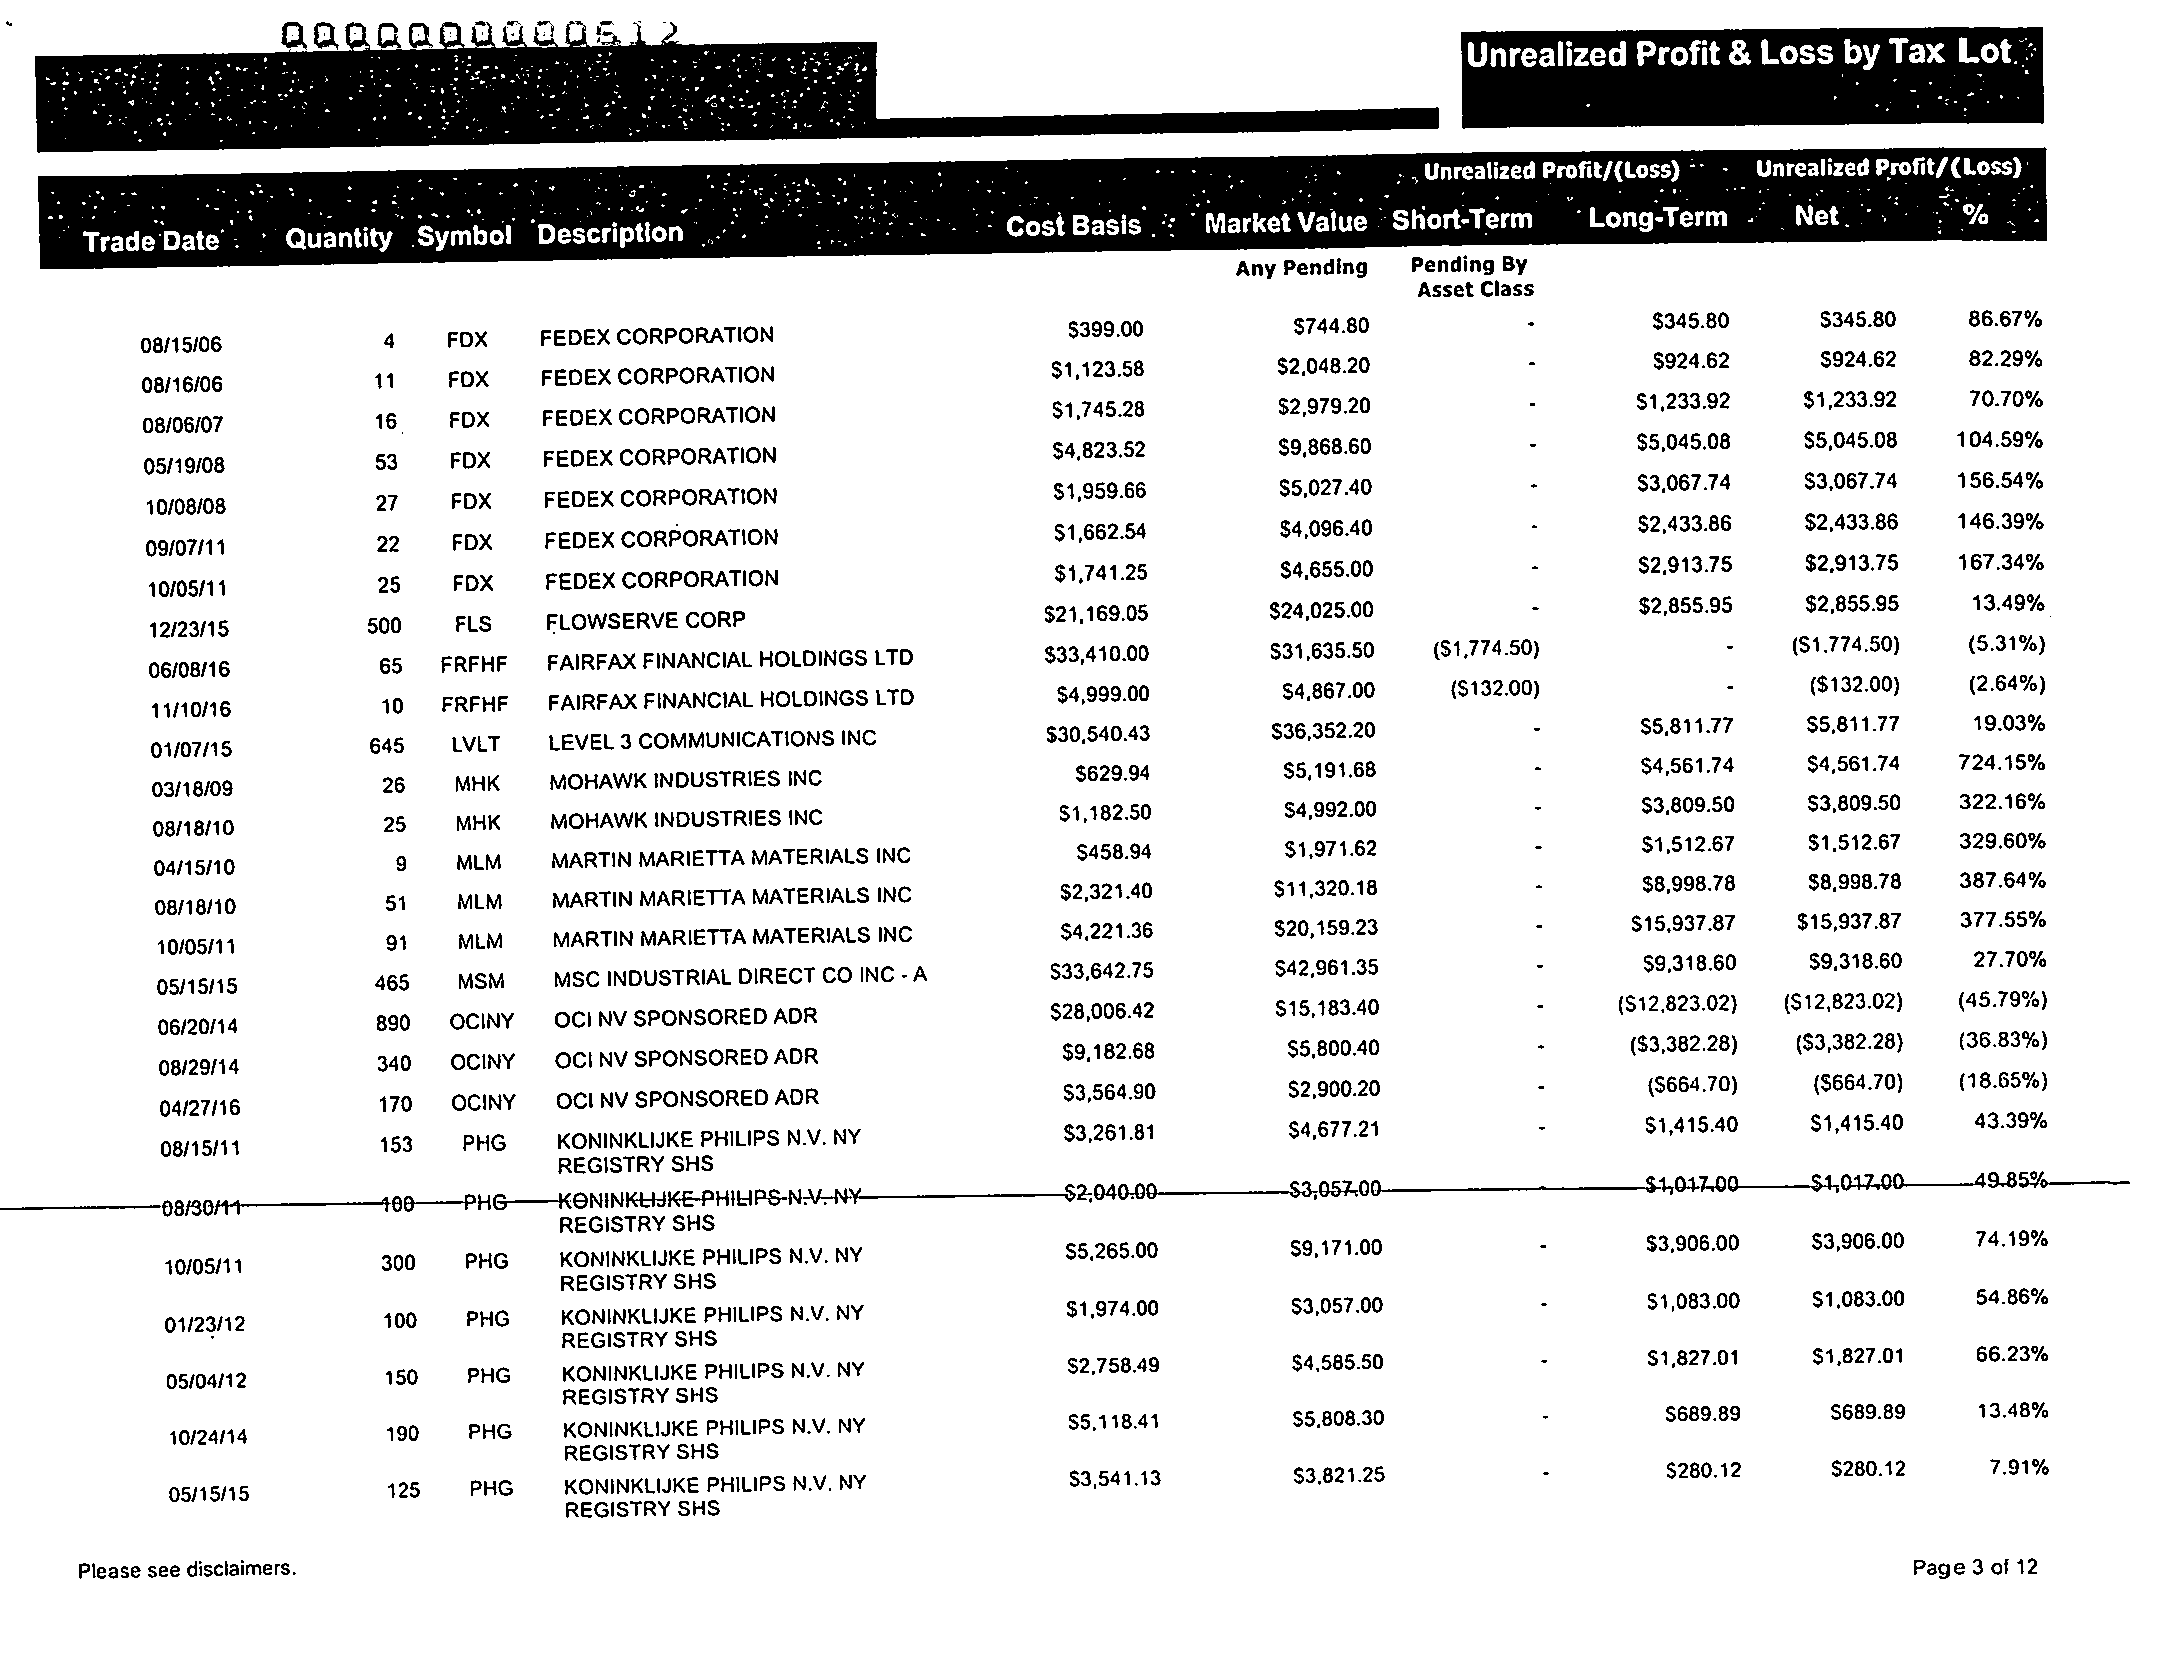 000000000612
Unrealized Profit & Loss by Tax Lot
Unrealized Profit/(Loss) Unrealized Profit/(Loss)
Trade Date Quantity Symbol Description Cost Basis Market Value Short-Term Long-Term Net %
Any Pending Pending By
Asset Class
08/15/06 4 FDX FEDEX CORPORATION $399.00 $744.80 - $345.80 $345.80 86.67%
08/16/06 11 FDX FEDEX CORPORATION $1,123.58 $2,048.20 - $924.62 $924.62 82.29%
08/06/07 16 FDX FEDEX CORPORATION $1,745.28 $2,979.20 - $1,233.92 $1,233.92 70.70%
05/19/08 53 FDX FEDEX CORPORATION $4,823.52 $9,868.60 - $5,045.08 $5,045.08 104.59%
10/08/08 27 FDX FEDEX CORPORATION $1,959.66 $5,027.40 - $3,067.74 $3,067.74 156.54%
09/07/11 22 FDX FEDEX CORPORATION $1,662.54 $4,096.40 - $2,433.86 $2,433.86 146.39%
10/05/11 25 FDX FEDEX CORPORATION $1,741.25 $4,655.00 - $2,913.75 $2,913.75 167.34%
12/23/15 500 FLS FLOWSERVE CORP $21,169.05 $24,025.00 - $2,855.95 $2,855.95 13.49%
06/08/16 65 FRFHF FAIRFAX FINANCIAL HOLDINGS LTD $33,410.00 $31,635.50 ($1,774.50) - ($1,774.50) (5.31%)
11/10/16 10 FRFHF FAIRFAX FINANCIAL HOLDINGS LTD $4,999.00 $4,867.00 ($132.00) - ($132.00) (2.64%)
01/07/15 645 LVLT LEVEL 3 COMMUNICATIONS INC $30,540.43 $36,352.20 - $5,811.77 $5,811.77 19.03%
03/18/09 26 MHK MOHAWK INDUSTRIES INC $629.94 $5,191.68 - $4,561.74 $4,561.74 724.15%
08/18/10 25 MHK MOHAWK INDUSTRIES INC $1,182.50 $4,992.00 - $3,809.50 $3,809.50 322.16%
04/15/10 9 MLM MARTIN MARIETTA MATERIALS INC $458.94 $1,971.62 - $1,512.67 $1,512.67 329.60%
08/18/10 51 MLM MARTIN MARIETTA MATERIALS INC $2,321.40 $11,320.18 - $8,998.78 $8,998.78 387.64%
10/05/11 91 MLM MARTIN MARIETTA MATERIALS INC $4,221.36 $20,159.23 - $15,937.87 $15,937.87 377.55%
05/15/15 465 MSM MSC INDUSTRIAL DIRECT CO INC - A $33,642.75 $42,961.35 - $9,318.60 $9,318.60 27.70%
06/20/14 890 OCINY OCI NV SPONSORED ADR $28,006.42 $15,183.40 - ($12,823.02) ($12,823.02) (45.79%)
08/29/14 340 OCINY OCI NV SPONSORED ADR $9,182.68 $5,800.40 - ($3,382.28) ($3,382.28) (36.83%)
04/27/16 170 OCINY OCI NV SPONSORED ADR $3,564.90 $2,900.20 - ($664.70) ($664.70) (18.65%)
08/15/11 153 PHG KONINKLIJKE PHILIPS N.V. NY $3,261.81 $4,677.21 - $1,415.40 $1,415.40 43.39%
REGISTRY SHS
08/30/11 100 PHG KONINKLIJKE PHILIPS N.V. NY $2,040.00 $3,057.00 - $1,017.00 $1,017.00 49.85%
REGISTRY SHS
10/05/11 300 PHG KONINKLIJKE PHILIPS N.V. NY $5,265.00 $9,171.00 - $3,906.00 $3,906.00 74.19%
REGISTRY SHS
01/23/12 100 PHG KONINKLIJKE PHILIPS N.V. NY $1,974.00 $3,057.00 - $1,083.00 $1,083.00 54.86%
REGISTRY SHS
05/04/12 150 PHG KONINKLIJKE PHILIPS N.V. NY $2,758.49 $4,585.50 - $1,827.01 $1,827.01 66.23%
REGISTRY SHS
10/24/14 190 PHG KONINKLIJKE PHILIPS N.V. NY $5,118.41 $5,808.30 - $689.89 $689.89 13.48%
REGISTRY SHS
05/15/15 125 PHG KONINKLIJKE PHILIPS N.V. NY $3,541.13 $3,821.25 - $280.12 $280.12 7.91%
REGISTRY SHS
Please see disclaimers. Page 3 of 12